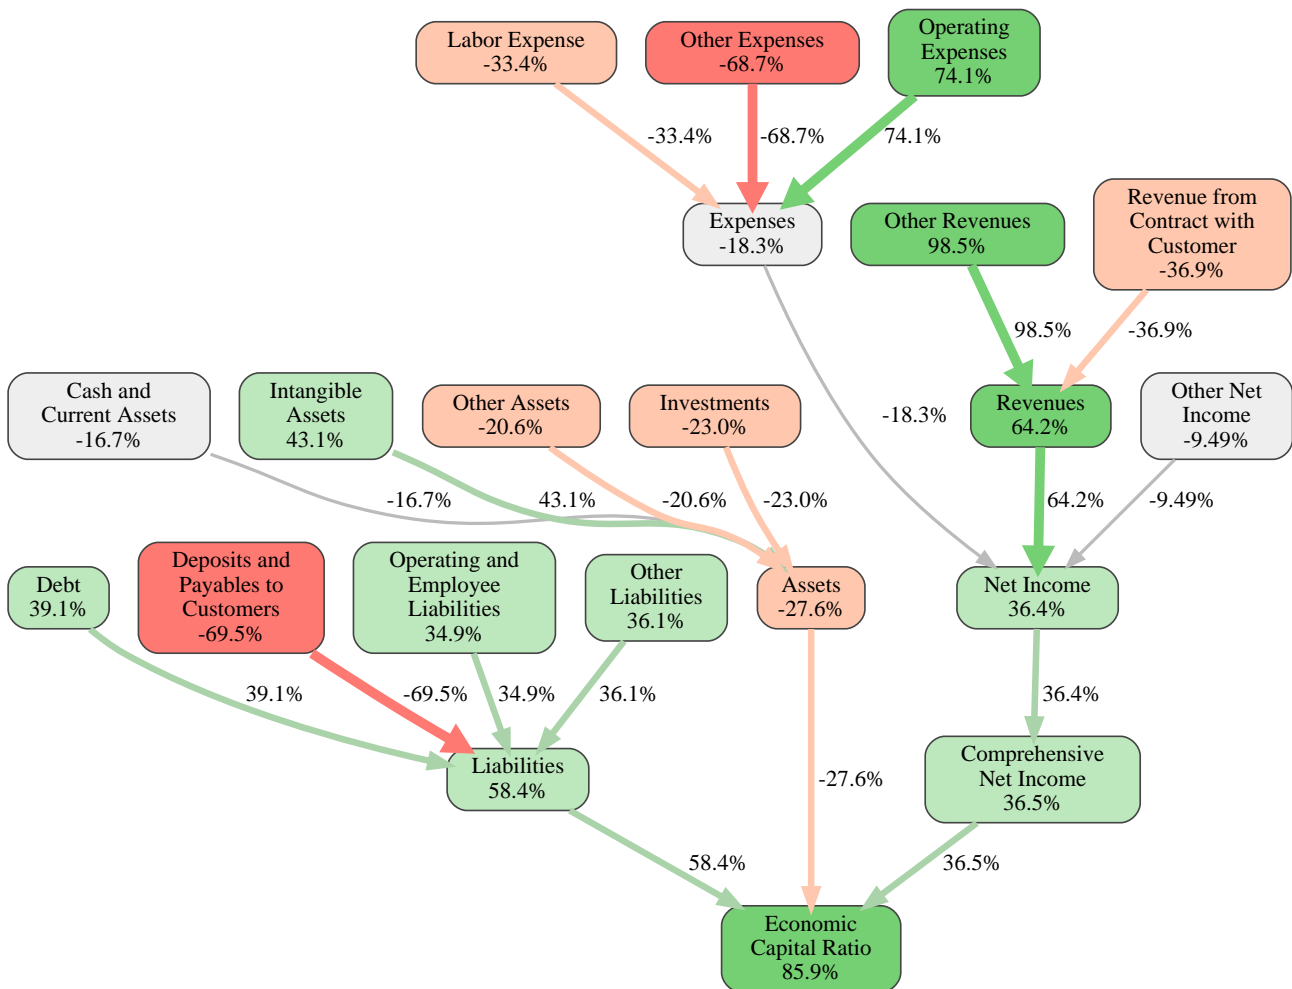 Labor Expense
-33.4%
Other Expenses
-68.7%
Operating
Expenses
74.1%
-33.4%
-68.7%
74.1%
Expenses
-18.3%
Other Revenues
98.5%
Revenue from
Contract with
Customer
-36.9%
98.5%
-36.9%
Cash and
Current Assets
-16.7%
Intangible
Assets
43.1%
Other Assets
-20.6%
Investments
-23.0%
-18.3%
Revenues
64.2%
Other Net
Income
-9.49%
-16.7%
43.1%
-20.6%
-23.0%
64.2%
-9.49%
Debt
39.1%
Deposits and
Payables to
Customers
-69.5%
Operating and
Employee
Liabilities
34.9%
Other
Liabilities
36.1%
Assets
-27.6%
Net Income
36.4%
39.1%
-69.5%
34.9%
36.1%
36.4%
Liabilities
58.4%
-27.6%
Comprehensive
Net Income
36.5%
58.4%
36.5%
Economic
Capital Ratio
85.9%